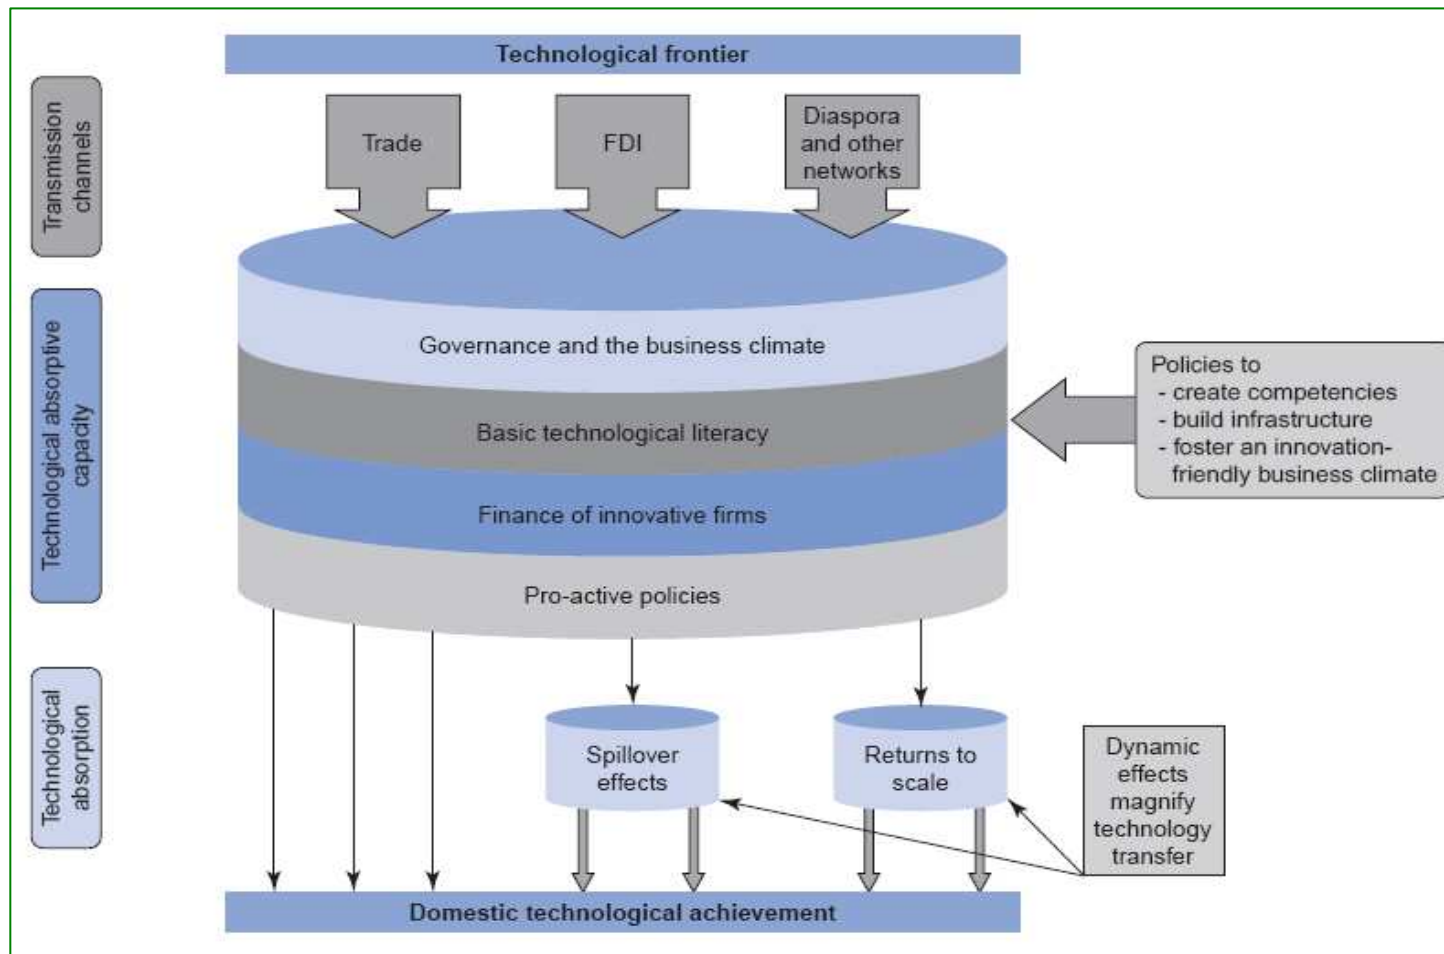 Technological frontier
Transmission
channels
Trade
FDI
Diaspora
and other
networks
Technological absorptive
capacity
Governance and the business climate
Basic technological literacy
Finance of innovative firms
Pro-active policies
Policies to
- create competencies
- build infrastructure
- foster an innovation-
friendly business climate
Technological
absorption
Spillover
effects
Returns to
scale
Dynamic
effects
magnify
technology
transfer
Domestic technological achievement